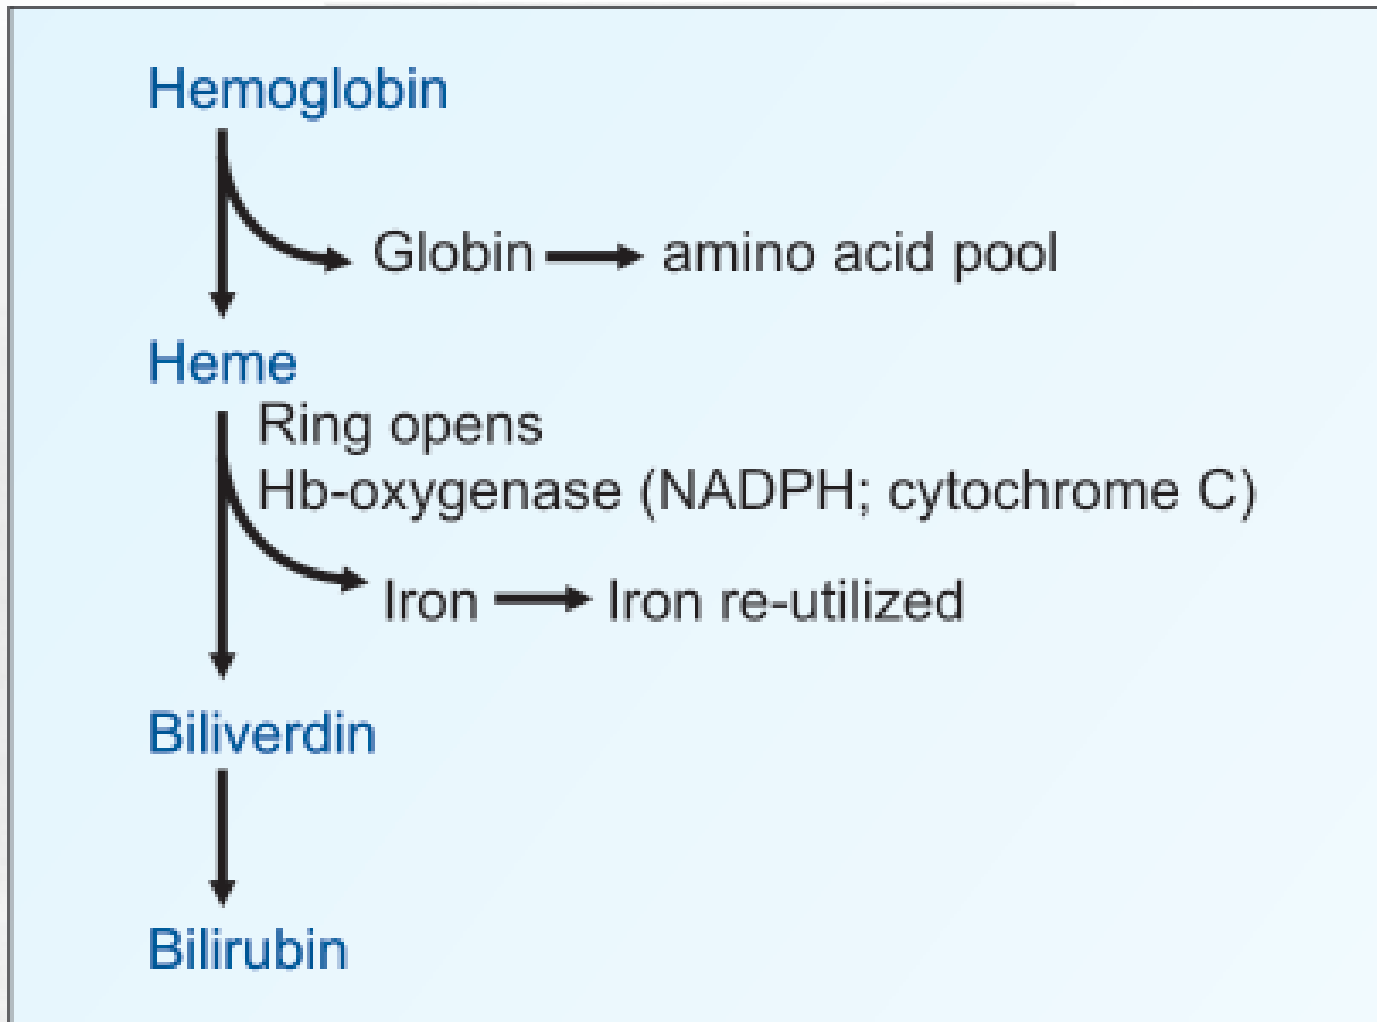 Hemoglobin
Globin → amino acid pool
Heme
Ring opens
Hb-oxygenase (NADPH; cytochrome C)
Iron → Iron re-utilized
Biliverdin
Bilirubin